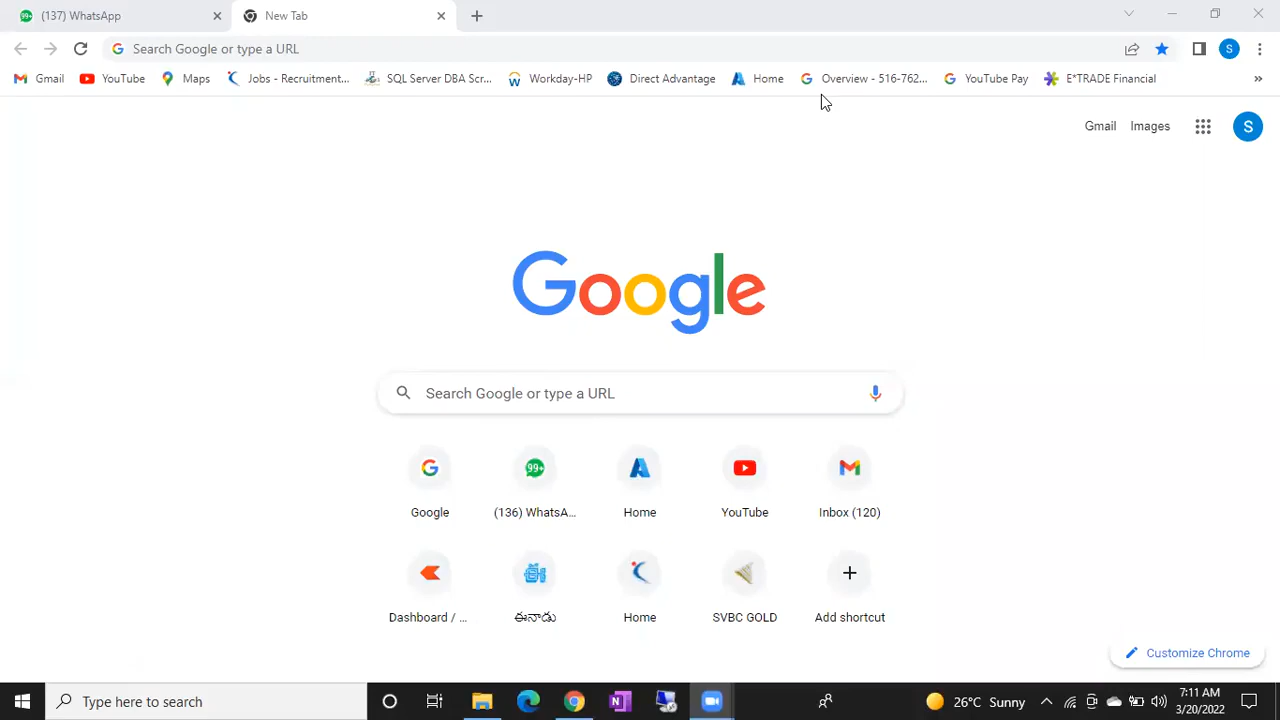 (137) WhatsApp
New Tab
Search Google or type a URL
Gmail
YouTube
Maps
Jobs - Recruitment...
SQL Server DBA Scr...
Workday-HP
Direct Advantage
Home
Overview - 516-762...
YouTube Pay
E*TRADE Financial
»
S
Gmail
Images
S
Google
Search Google or type a URL
99+
Google
(136) WhatsA...
Home
YouTube
Inbox (120)
Dashboard / ...
ఈనాడు
Home
SVBC GOLD
Add shortcut
Customize Chrome
Type here to search
26°C Sunny
7:11 AM
3/20/2022